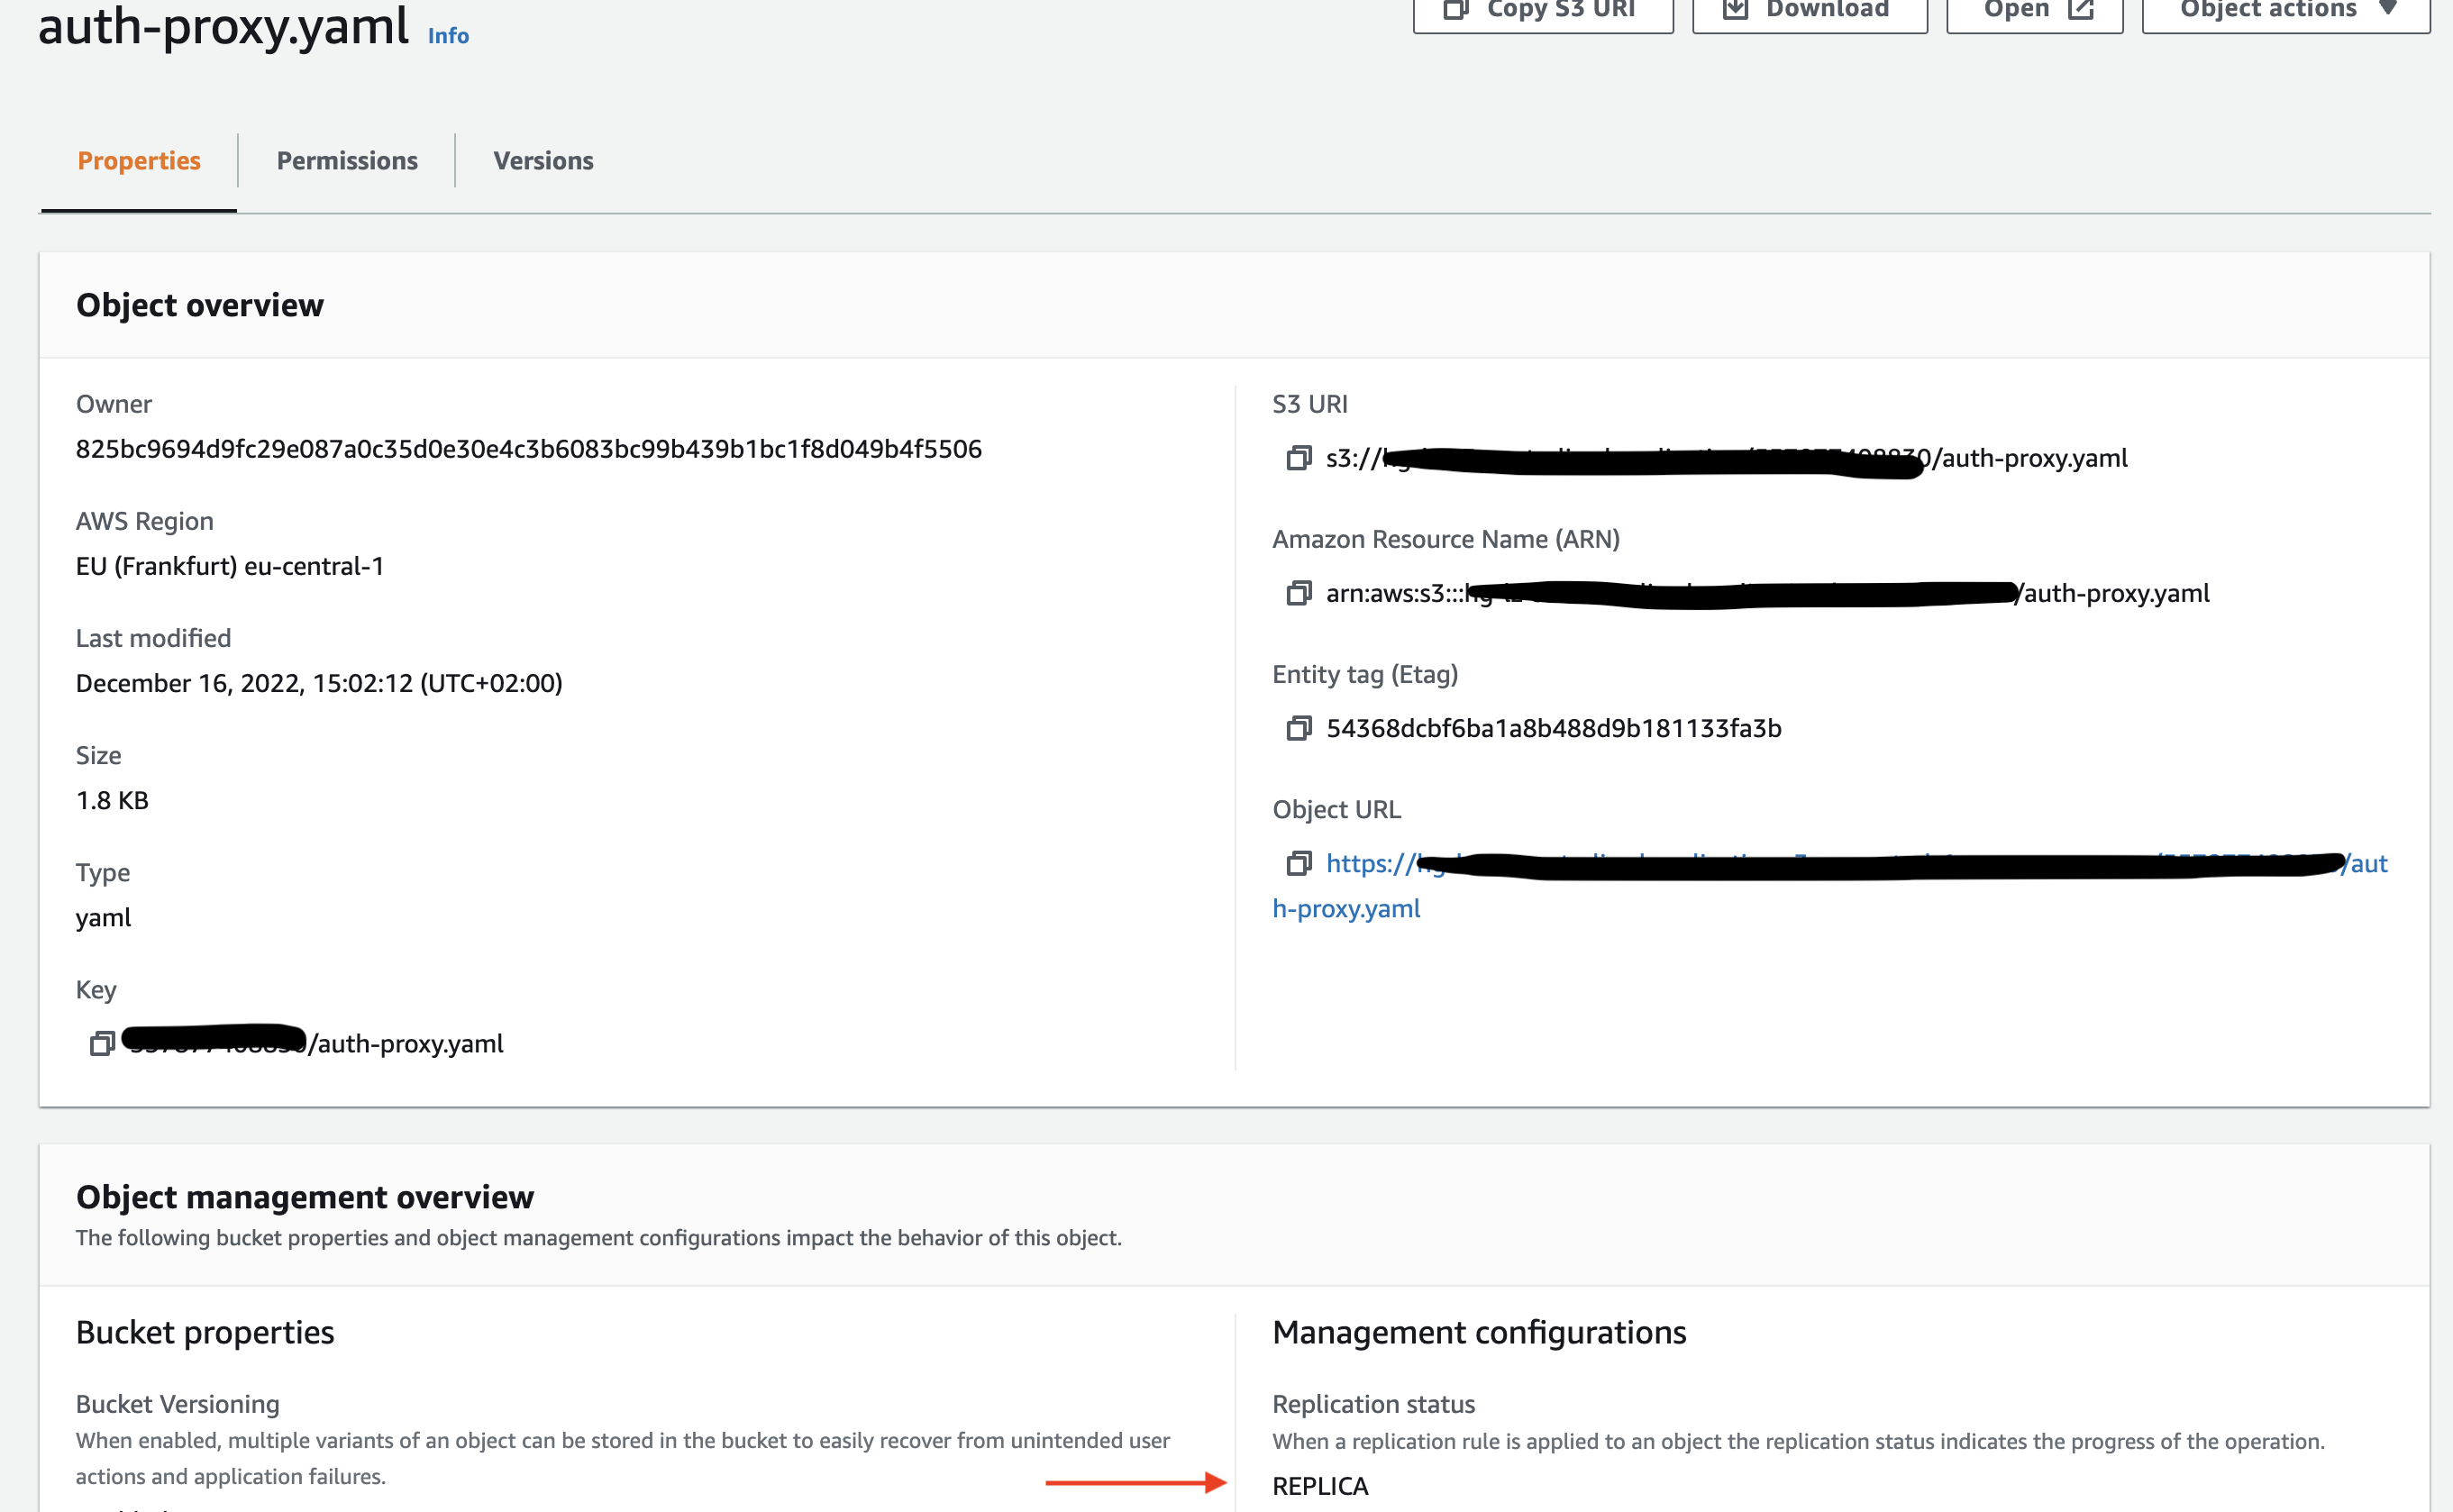 auth-proxy.yaml Info
Copy S3 URI
Download
Open
Object actions
Properties
Permissions
Versions
Object overview
Owner
825bc9694d9fc29e087a0c35d0e30e4c3b6083bc99b439b1bc1f8d049b4f5506
AWS Region
EU (Frankfurt) eu-central-1
Last modified
December 16, 2022, 15:02:12 (UTC+02:00)
Size
1.8 KB
Type
yaml
Key
/auth-proxy.yaml
S3 URI
s3:// /auth-proxy.yaml
Amazon Resource Name (ARN)
arn:aws:s3::: /auth-proxy.yaml
Entity tag (Etag)
54368dcbf6ba1a8b488d9b181133fa3b
Object URL
https:// /aut
h-proxy.yaml
Object management overview
The following bucket properties and object management configurations impact the behavior of this object.
Bucket properties
Bucket Versioning
When enabled, multiple variants of an object can be stored in the bucket to easily recover from unintended user
actions and application failures.
Management configurations
Replication status
When a replication rule is applied to an object the replication status indicates the progress of the operation.
REPLICA